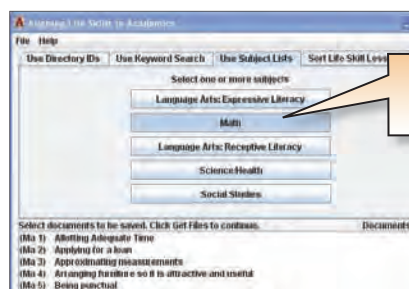 Aligning Life Skills to Academics
File Help
Use Directory IDs Use Keyword Search Use Subject Lists Sort Life Skill Less
Select one or more subjects
Language Arts: Expressive Literacy
Math
Language Arts: Receptive Literacy
Science/Health
Social Studies
Select documents to be saved. Click Get Files to continue. Documents
(Ma 1) Allotting Adequate Time
(Ma 2) Applying for a loan
(Ma 3) Approximating measurements
(Ma 4) Arranging furniture so it is attractive and useful
(Ma 5) Being punctual